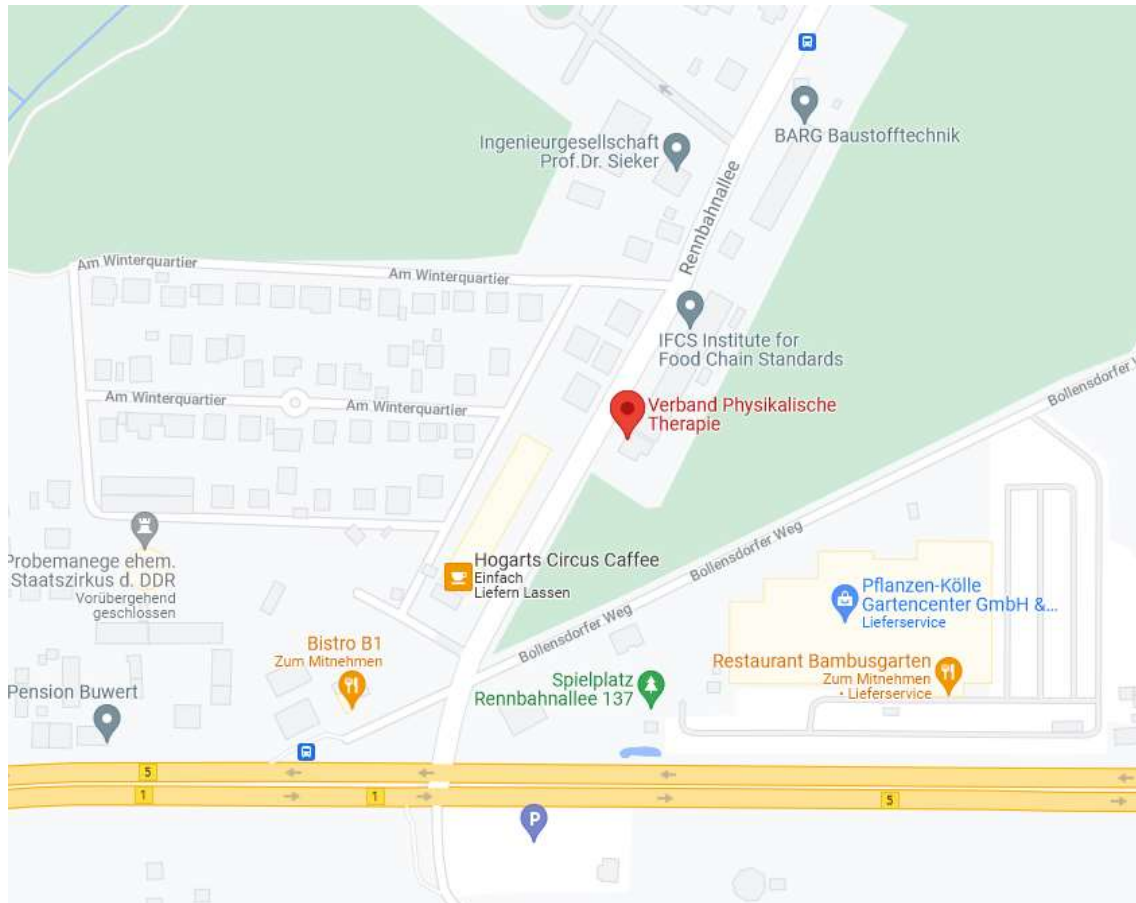 Ingenieurgesellschaft
Prof.Dr. Sieker
BARG Baustofftechnik
Rennbahnallee
Am Winterquartier
Am Winterquartier
IFCS Institute for
Food Chain Standards
Verband Physikalische
Therapie
Bollensdorfer W
Am Winterquartier
Am Winterquartier
Bollensdorfer Weg
Probemanege ehem.
Staatszirkus d. DDR
Vorübergehend
geschlossen
Hogarts Circus Caffee
Einfach
Liefern Lassen
Pflanzen-Kölle
Gartencenter GmbH &...
Lieferservice
Bollensdorfer Weg
Bistro B1
Zum Mitnehmen
Restaurant Bambusgarten
Zum Mitnehmen
• Lieferservice
Spielplatz
Rennbahnallee 137
Pension Buwert
5
1
1
5
P